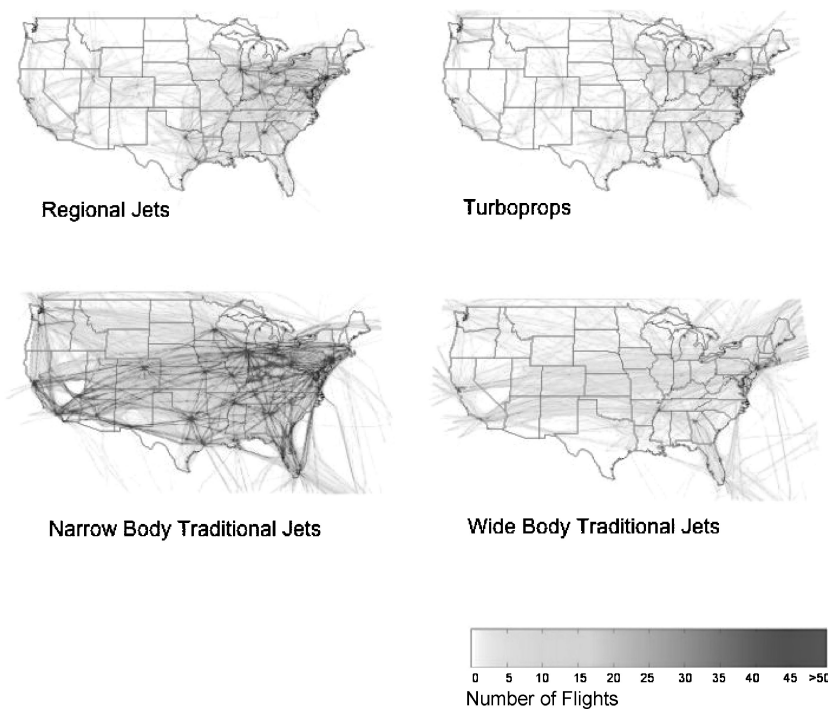 Regional Jets
Turboprops
Narrow Body Traditional Jets
Wide Body Traditional Jets
0 5 10 15 20 25 30 35 40 45 >50
Number of Flights